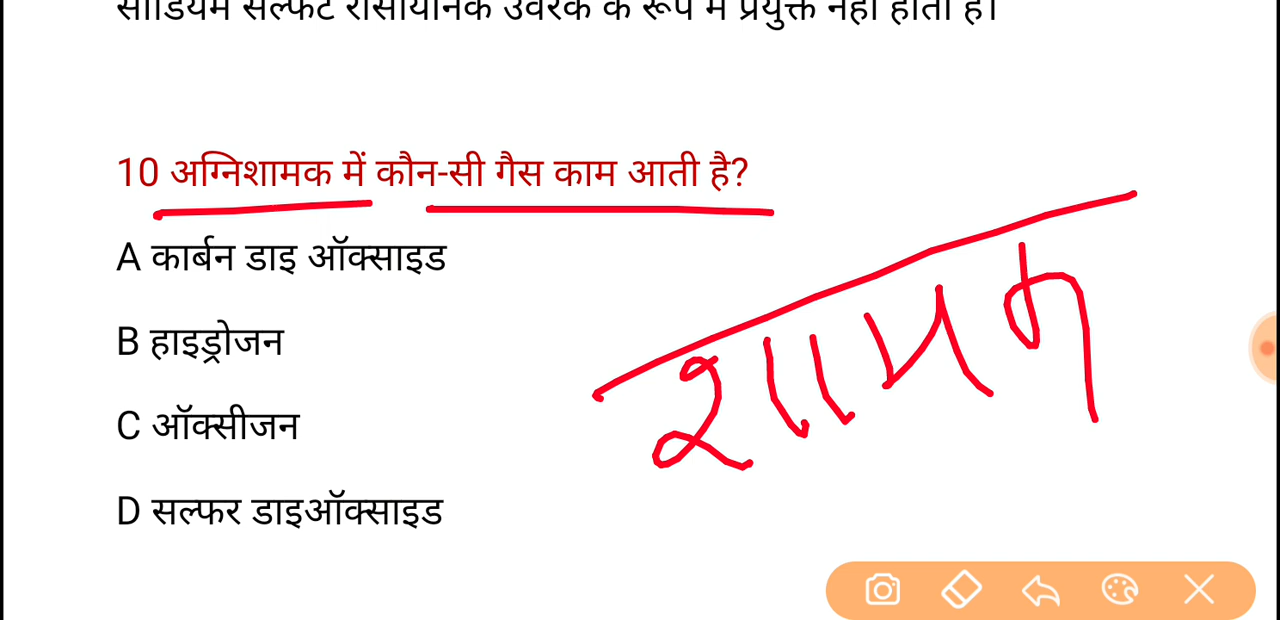 सोडियम सल्फेट रासायनिक उर्वरक के रूप में प्रयुक्त नहीं होता है।
10 अग्निशामक में कौन-सी गैस काम आती है?
A कार्बन डाइ ऑक्साइड
B हाइड्रोजन
C ऑक्सीजन
D सल्फर डाइऑक्साइड
शामक